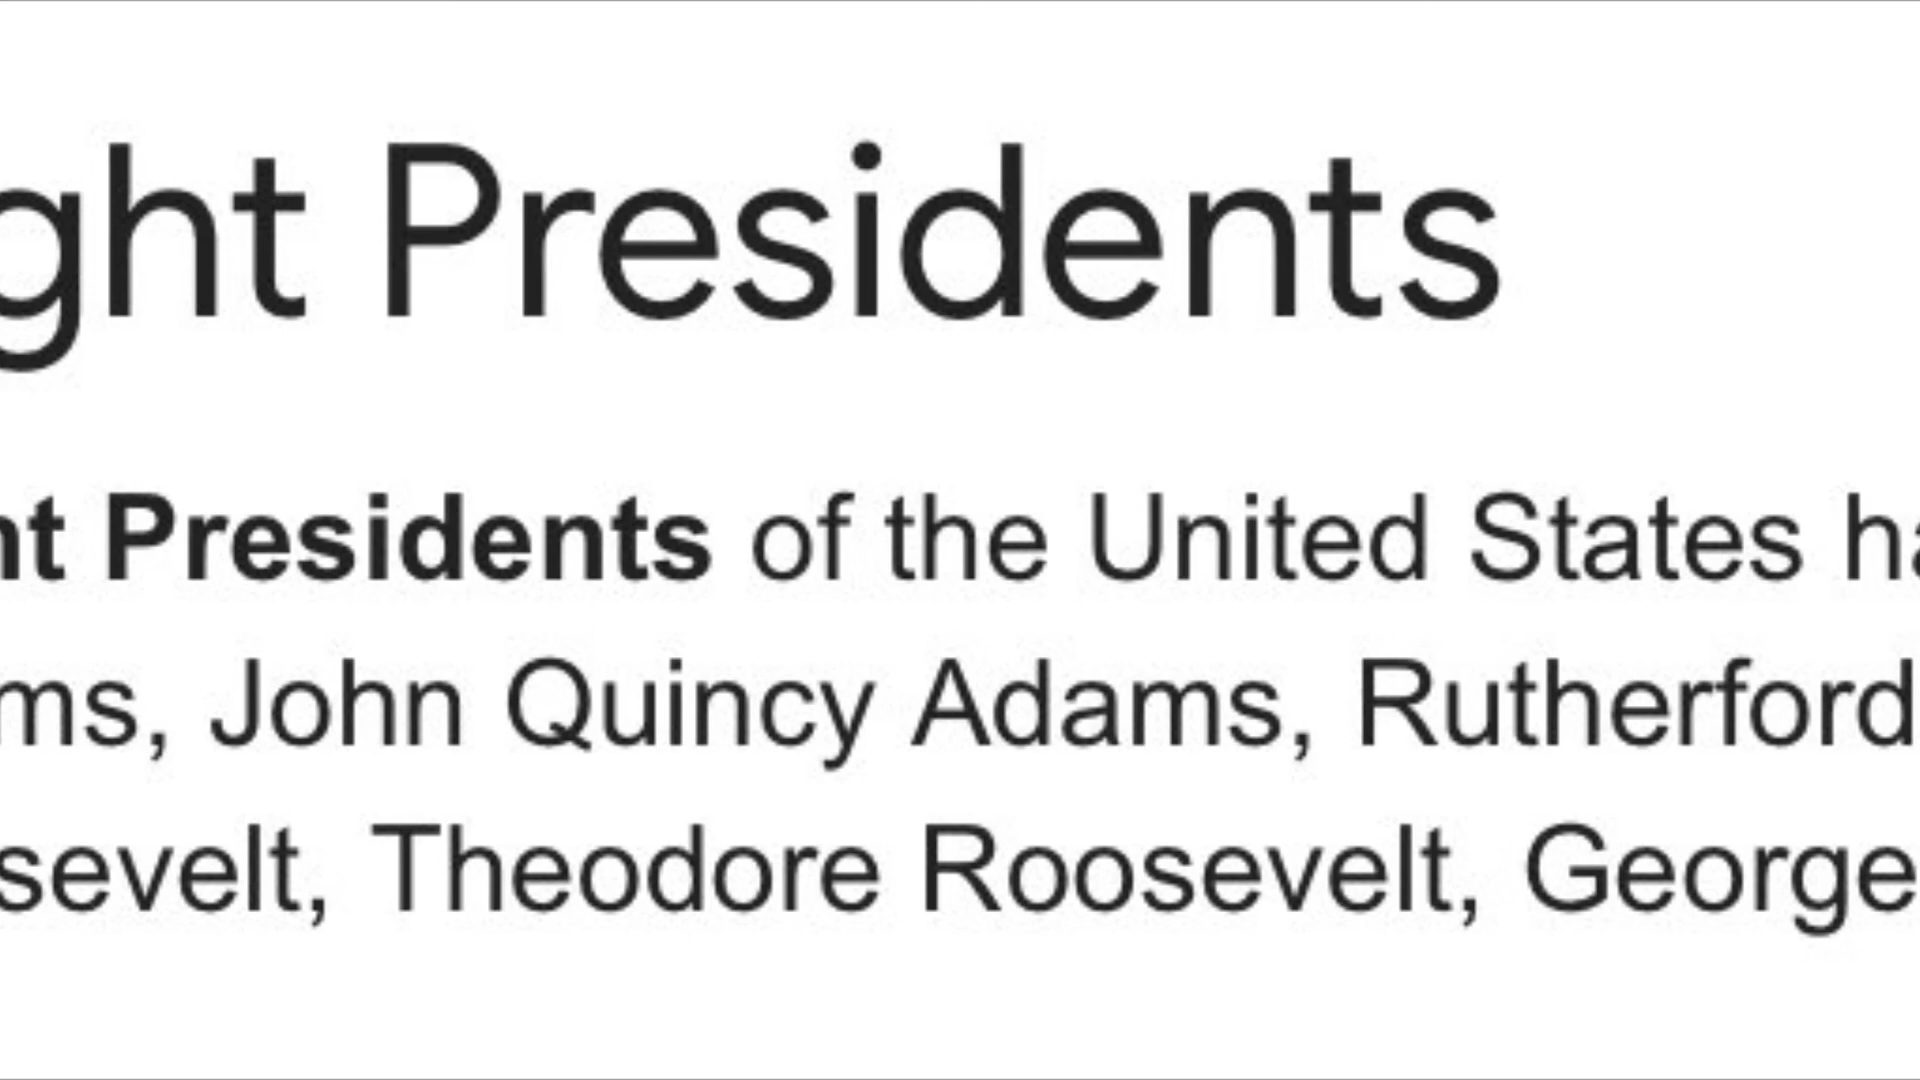 ght Presidents
nt Presidents of the United States ha
ms, John Quincy Adams, Rutherford
sevelt, Theodore Roosevelt, George